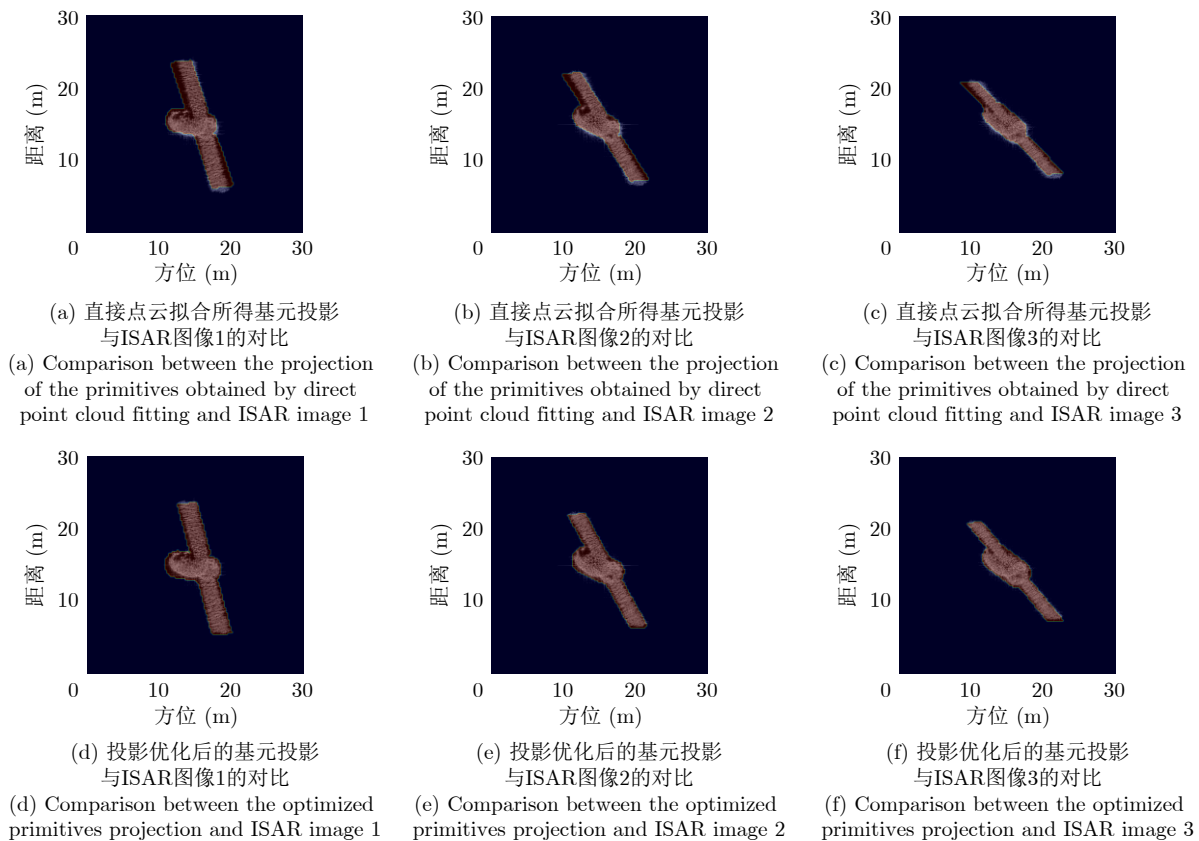 30
20
10
0
距离 (m)
10
20
30
方位 (m)
(a) 直接点云拟合所得基元投影
与ISAR图像1的对比
(a) Comparison between the projection
of the primitives obtained by direct
point cloud fitting and ISAR image 1
30
20
10
0
距离 (m)
10
20
30
方位 (m)
(b) 直接点云拟合所得基元投影
与ISAR图像2的对比
(b) Comparison between the projection
of the primitives obtained by direct
point cloud fitting and ISAR image 2
30
20
10
0
距离 (m)
10
20
30
方位 (m)
(c) 直接点云拟合所得基元投影
与ISAR图像3的对比
(c) Comparison between the projection
of the primitives obtained by direct
point cloud fitting and ISAR image 3
30
20
10
0
距离 (m)
10
20
30
方位 (m)
(d) 投影优化后的基元投影
与ISAR图像1的对比
(d) Comparison between the optimized
primitives projection and ISAR image 1
30
20
10
0
距离 (m)
10
20
30
方位 (m)
(e) 投影优化后的基元投影
与ISAR图像2的对比
(e) Comparison between the optimized
primitives projection and ISAR image 2
30
20
10
0
距离 (m)
10
20
30
方位 (m)
(f) 投影优化后的基元投影
与ISAR图像3的对比
(f) Comparison between the optimized
primitives projection and ISAR image 3